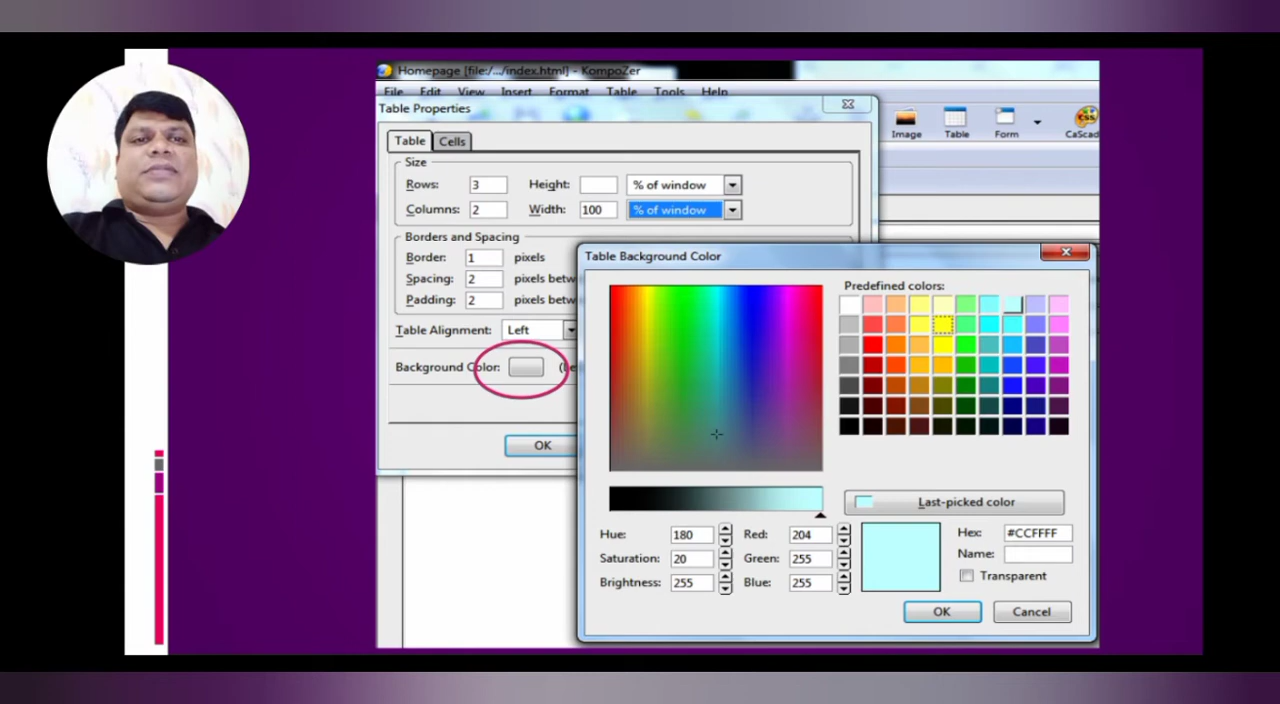 Homepage [file:/.../index.html] - KompoZer
File Edit View Insert Format Table Tools Help
Table Properties
Image Table Form CaScad
Table Cells
Size
Rows: 3 Height: % of window
Columns: 2 Width: 100 % of window
Borders and Spacing
Border: 1 pixels
Spacing: 2 pixels betw
Padding: 2 pixels betw
Table Alignment: Left
Background Color: (be
OK
Table Background Color
Predefined colors:
Last-picked color
Hue: 180 Red: 204 Hex: #CCFFFF
Saturation: 20 Green: 255 Name:
Brightness: 255 Blue: 255 Transparent
OK Cancel